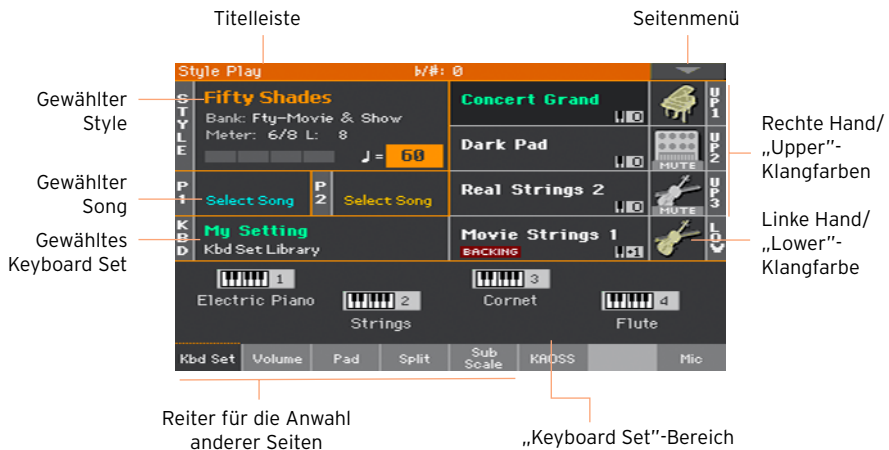 Titelleiste
Seitenmenü
Style Play
♭/#: 0
Gewählter
Style
STYLE
Fifty Shades
Bank: Fty-Movie & Show
Meter: 6/8 L: 8
♩= 60
Concert Grand
UP1
Dark Pad
MUTE
UP2
Rechte Hand/
„Upper”-
Klangfarben
Gewählter
Song
P1
Select Song
P2
Select Song
Real Strings 2
MUTE
UP3
Gewähltes
Keyboard Set
KBD
My Setting
Kbd Set Library
Movie Strings 1
BACKING
LOW
Linke Hand/
„Lower”-
Klangfarbe
1
Electric Piano
2
Strings
3
Cornet
4
Flute
Kbd Set
Volume
Pad
Split
Sub
Scale
KAOSS
Mic
Reiter für die Anwahl
anderer Seiten
„Keyboard Set”-Bereich